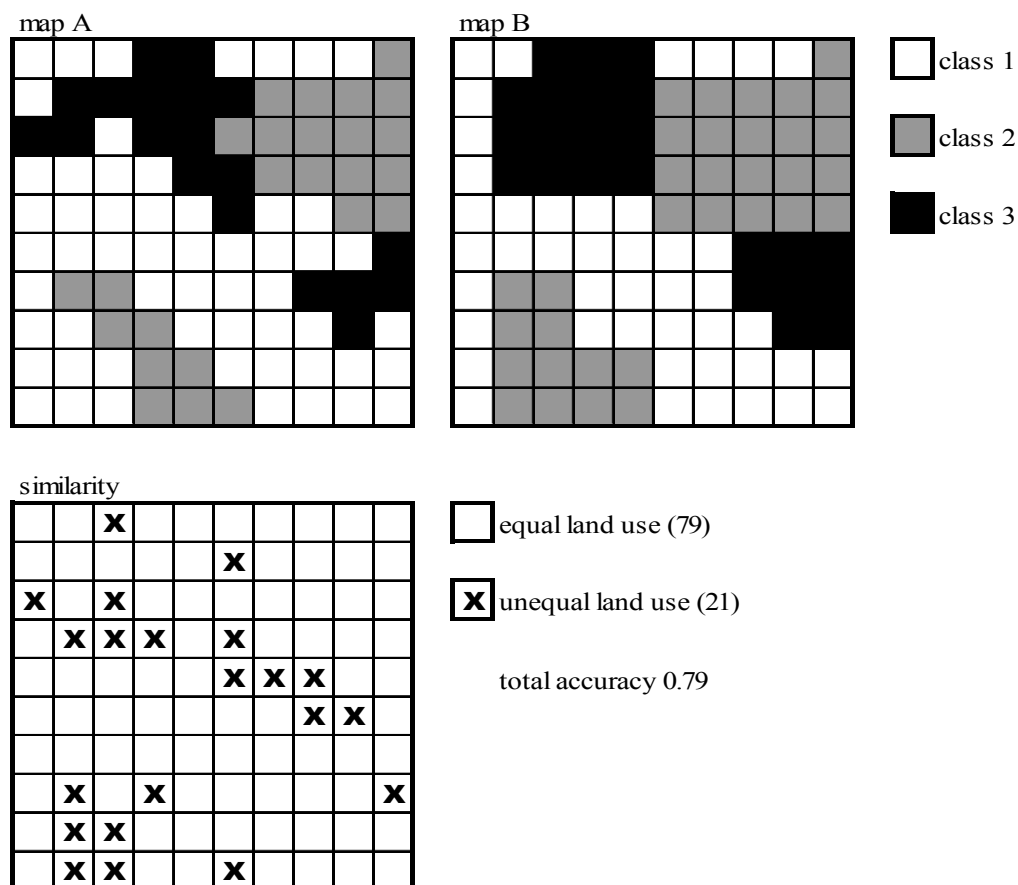 map A
map B
class 1
class 2
class 3
similarity
x
x
x x
x x x x
x x x
x x
x x x
x x
x x x
equal land use (79)
x unequal land use (21)
total accuracy 0.79